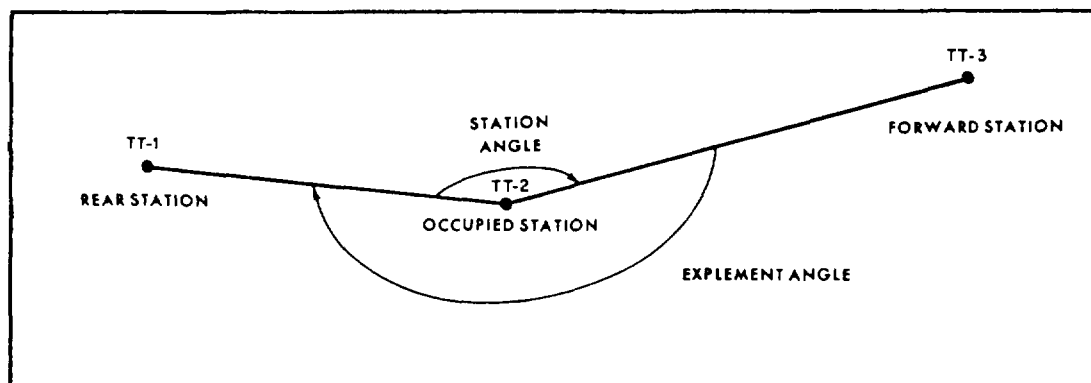 TT-3
STATION
ANGLE
FORWARD STATION
TT-1
TT-2
REAR STATION
OCCUPIED STATION
EXPLEMENT ANGLE